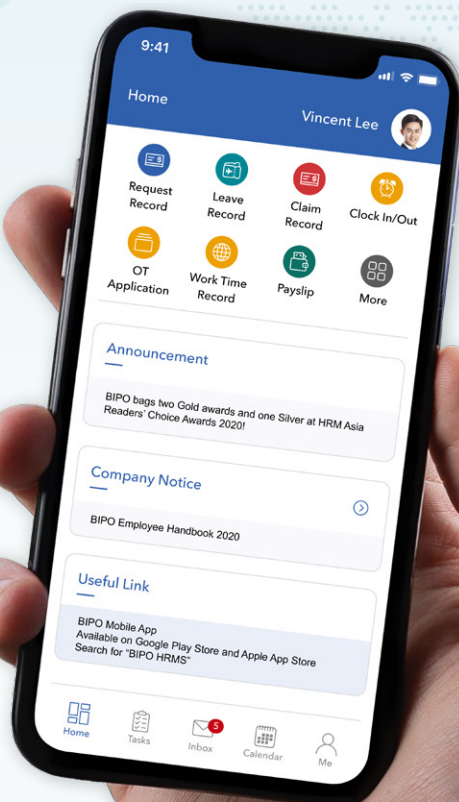 9:41
Home
Vincent Lee
Request
Record
Leave
Record
Claim
Record
Clock In/Out
OT
Application
Work Time
Record
Payslip
More
Announcement
BIPO bags two Gold awards and one Silver at HRM Asia
Readers' Choice Awards 2020!
Company Notice
BIPO Employee Handbook 2020
Useful Link
BIPO Mobile App
Available on Google Play Store and Apple App Store
Search for "BIPO HRMS"
Home
Tasks
5
Inbox
Calendar
Me